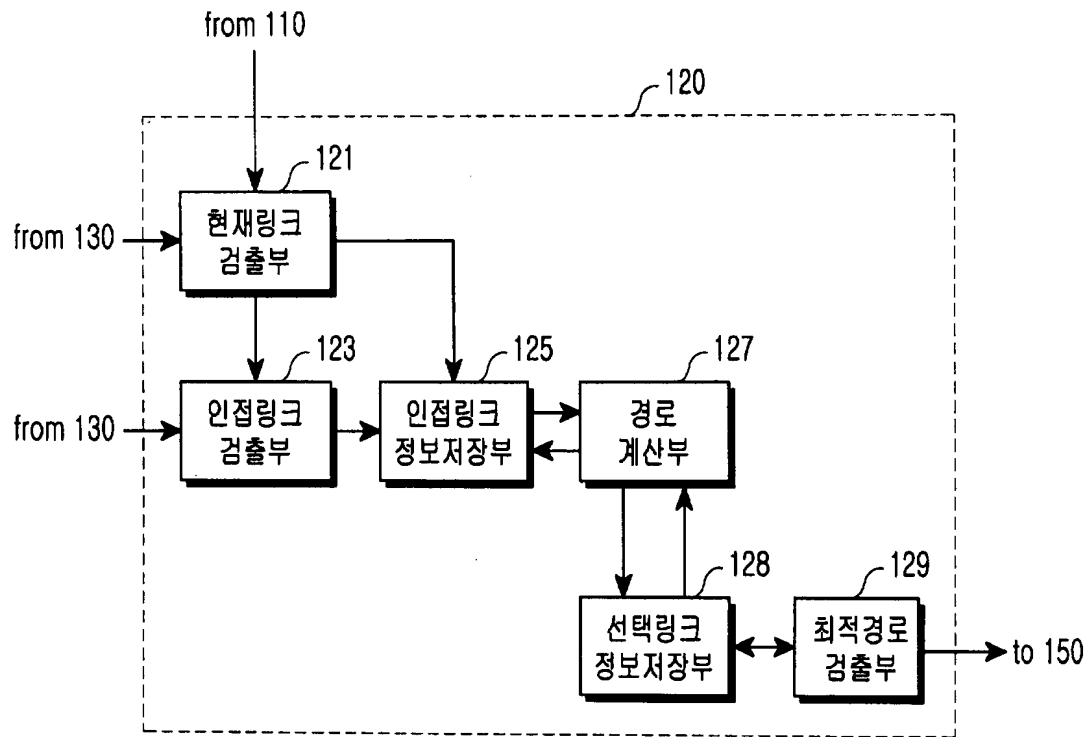 from 110
120
121
from 130
현재링크
검출부
123
125
127
from 130
인접링크
검출부
인접링크
정보저장부
경로
계산부
128
129
선택링크
정보저장부
최적경로
검출부
to 150